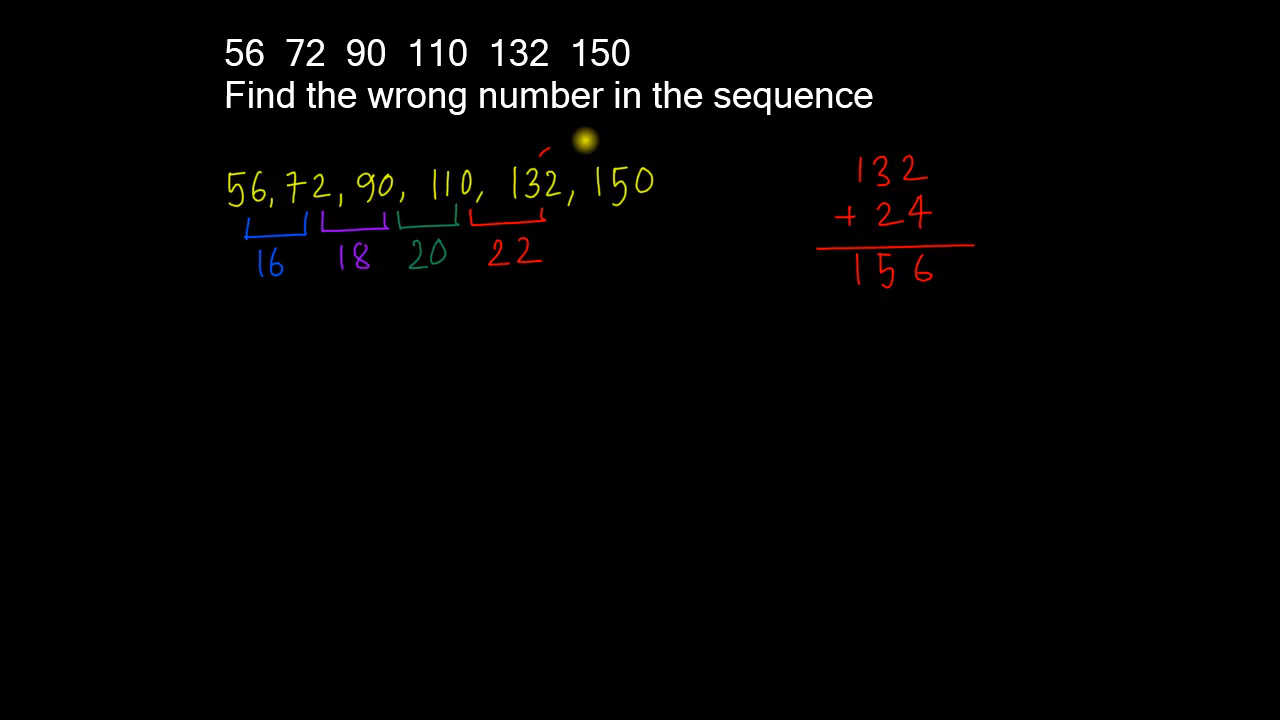 56 72 90 110 132 150
Find the wrong number in the sequence
56, 72, 90, 110, 132, 150
16 18 20 22
132
+ 24
156